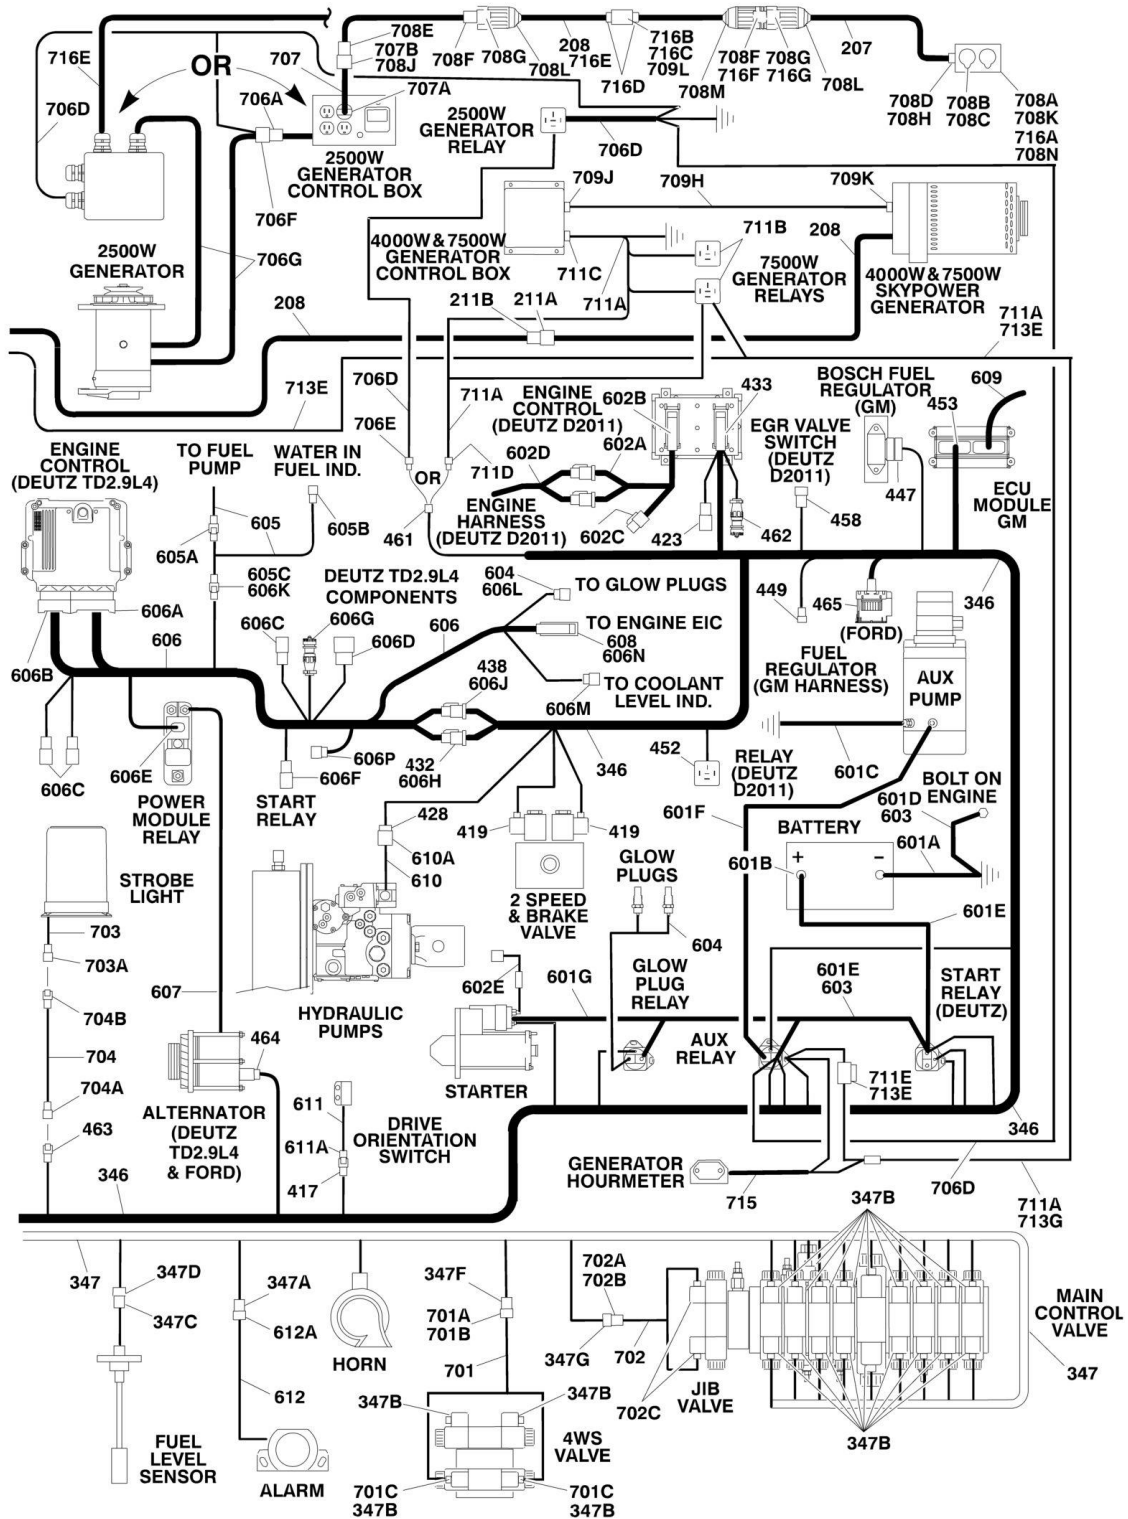 716E
706D
OR
707
706A
708E
707B
708J
707A
708F
708G
708L
208
716E
716D
716B
716C
709L
708M
708F
716F
708G
716G
708L
207
708D
708H
708B
708C
708A
708K
716A
708N
2500W
GENERATOR
RELAY
706D
2500W
GENERATOR
CONTROL BOX
706F
2500W
GENERATOR
706G
709J
709H
709K
4000W & 7500W
GENERATOR
CONTROL BOX
711C
711A
711B
7500W
GENERATOR
RELAYS
208
4000W & 7500W
SKYPOWER
GENERATOR
208
211B
211A
711A
713E
713E
706D
711A
706E
711D
OR
461
ENGINE
CONTROL
(DEUTZ D2011)
602B
433
602D
602A
ENGINE
HARNESS
(DEUTZ D2011)
602C
423
462
EGR VALVE
SWITCH
(DEUTZ
D2011)
458
BOSCH FUEL
REGULATOR
(GM)
447
453
609
ECU
MODULE
GM
346
ENGINE
CONTROL
(DEUTZ TD2.9L4)
TO FUEL
PUMP
WATER IN
FUEL IND.
605
605B
605A
605C
606K
606A
606
606B
606C
606E
POWER
MODULE
RELAY
DEUTZ TD2.9L4
COMPONENTS
606C
606G
606D
606
604
606L
TO GLOW PLUGS
TO ENGINE EIC
608
606N
TO COOLANT
LEVEL IND.
606M
438
606J
432
606H
606P
606F
START
RELAY
346
449
465
(FORD)
FUEL
REGULATOR
(GM HARNESS)
AUX
PUMP
452
RELAY
(DEUTZ
D2011)
601C
BOLT ON
ENGINE
601D
603
601A
601F
BATTERY
+
-
601B
601E
428
610A
610
419
419
2 SPEED
& BRAKE
VALVE
GLOW
PLUGS
604
STROBE
LIGHT
703
703A
607
704B
704
704A
463
464
ALTERNATOR
(DEUTZ
TD2.9L4
& FORD)
HYDRAULIC
PUMPS
602E
601G
STARTER
GLOW
PLUG
RELAY
AUX
RELAY
601E
603
START
RELAY
(DEUTZ)
711E
713E
346
611
611A
417
DRIVE
ORIENTATION
SWITCH
346
GENERATOR
HOURMETER
715
706D
711A
713G
347
347D
347C
FUEL
LEVEL
SENSOR
347A
612A
612
ALARM
HORN
347F
701A
701B
701
347B
347B
4WS
VALVE
701C
347B
701C
347B
702A
702B
347G
702
702C
JIB
VALVE
347B
347B
MAIN
CONTROL
VALVE
347